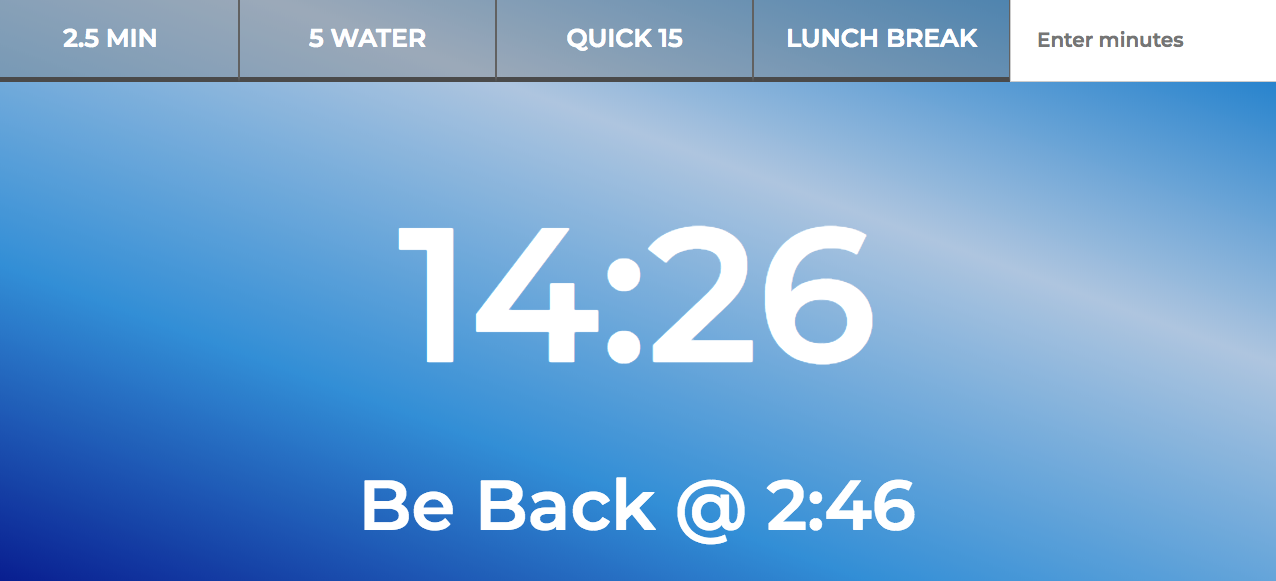 2.5 MIN
5 WATER
QUICK 15
LUNCH BREAK
Enter minutes
14:26
Be Back @ 2:46